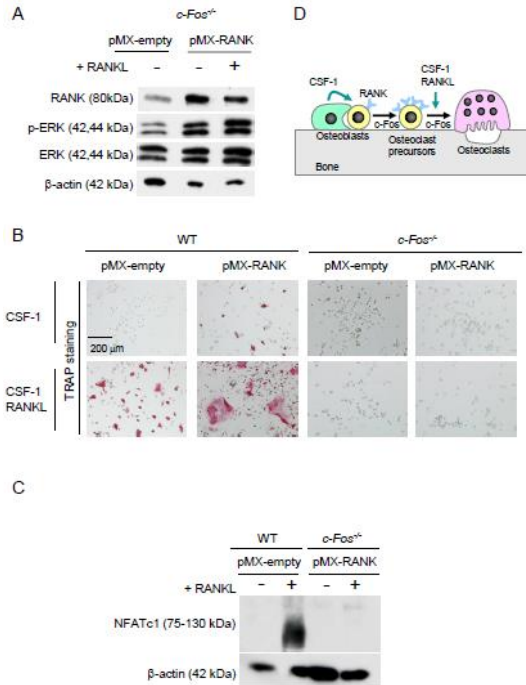 A
c-Fos-/-
pMX-empty pMX-RANK
+ RANKL - - +
RANK (80kDa)
p-ERK (42,44 kDa)
ERK (42,44 kDa)
β-actin (42 kDa)
D
CSF-1
RANK
CSF-1
RANKL
c-Fos c-Fos
Osteoblasts
Osteoclast
precursors
Osteoclasts
Bone
B
WT c-Fos-/-
pMX-empty pMX-RANK pMX-empty pMX-RANK
CSF-1
200 μm
CSF-1
RANKL
TRAP staining
C
WT c-Fos-/-
pMX-empty pMX-RANK
+ RANKL - + - +
NFATc1 (75-130 kDa)
β-actin (42 kDa)